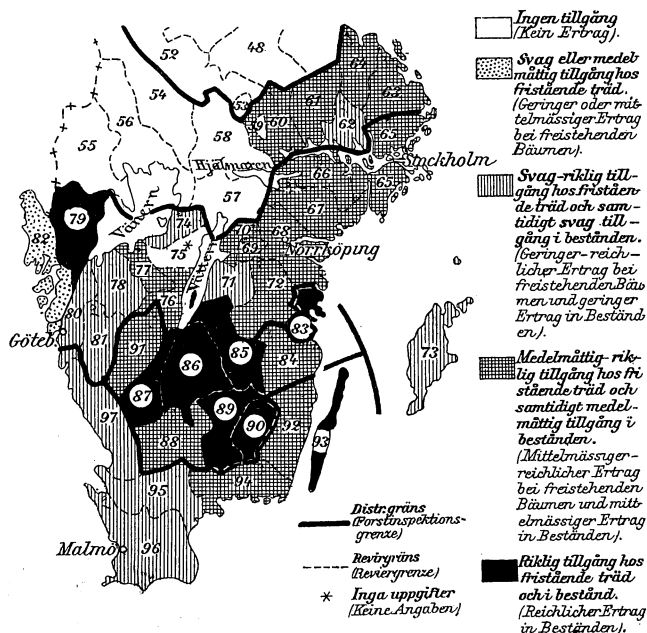 Ingen tillgång
(Kein Ertrag).
Svag eller medel
måttig tillgång hos
fristående träd.
(Geringer oder mit-
telmässiger Ertrag
bei freistehenden
Bäumen).
Svag-riklig till-
gång hos friståen-
de träd och sam-
tidigt svag till-
gång i bestånden.
(Geringer-reich-
licher Ertrag bei
freistehenden Bäu
men und geringer
Ertrag in Bestånd
en).
Medelmåttig-rik-
lig tillgång hos fri
stående träd och
samtidigt medel-
måttig tillgång i
bestånden.
(Mittelmässiger-
reichlicher Ertrag
bei freistehenden
Bäumen und mitt-
elmässiger Ertrag
in Beständen).
Riklig tillgång hos
fristående träd
och i bestånd.
(Reichlicher Ertrag
in Beständen).
Distr.gräns
(Forstinspektions-
grenze)
Revirgräns
(Reviergrenze)
* Inga uppgifter
(Keine Angaben)
52
48
54
53
64
61
63
56
60
62
65
55
58
Hjälmaren
Stockholm
66
57
65
67
79
Vänern
74
70
68
82
75*
69
Norrköping
77
Vättern
78
71
72
76
80
83
Göteb.
81
91
85
84
73
86
87
89
97
90
92
88
93
94
95
Malmö
96